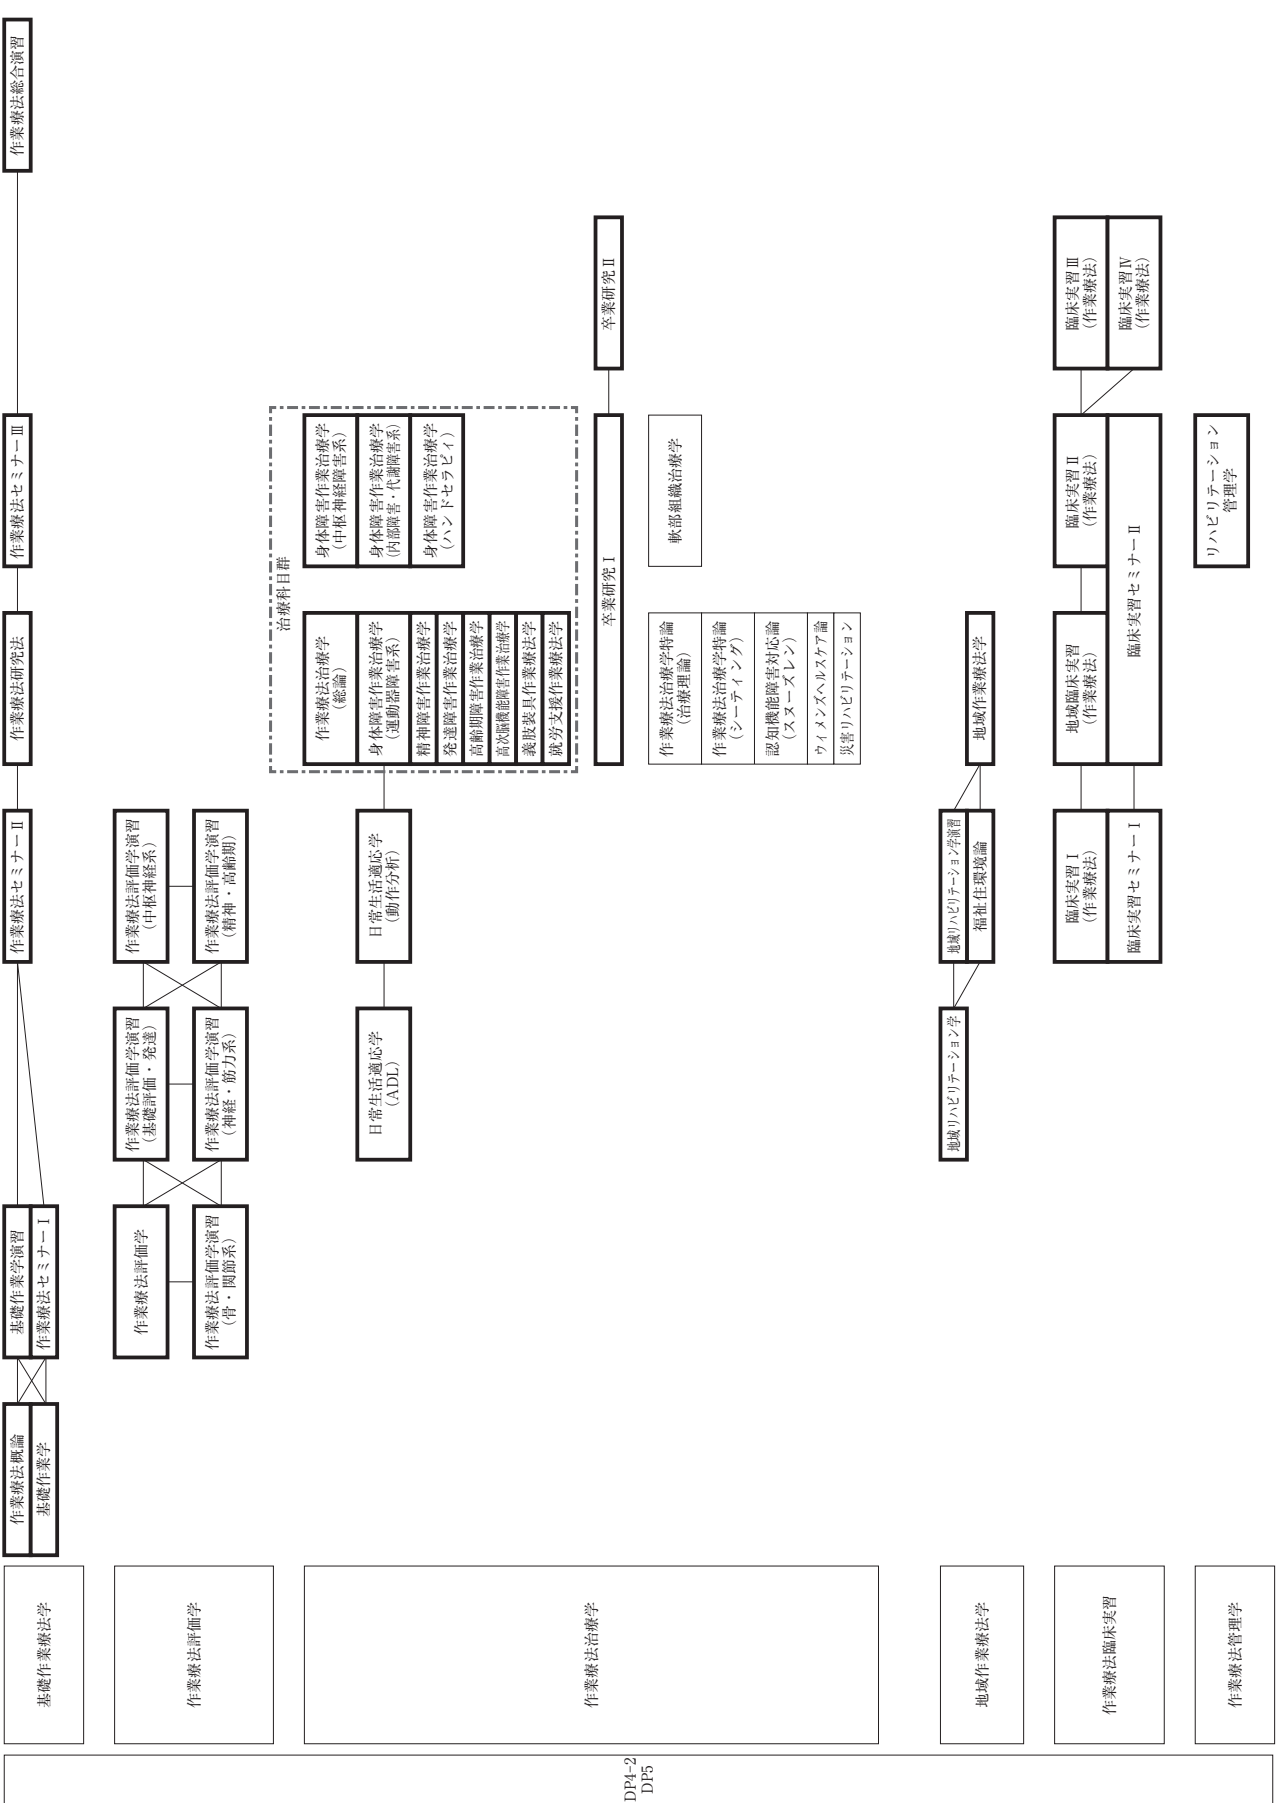 DP4-2
DP5
基礎作業療法学
作業療法概論
基礎作業学
基礎作業学演習
作業療法セミナーⅠ
作業療法セミナーⅡ
作業療法研究法
作業療法セミナーⅢ
作業療法総合演習
作業療法評価学
作業療法評価学
作業療法評価学演習
（骨・関節系）
作業療法評価学演習
（基礎評価・発達）
作業療法評価学演習
（神経・筋力系）
作業療法評価学演習
（中枢神経系）
作業療法評価学演習
（精神・高齢期）
作業療法治療学
日常生活適応学
（ADL）
日常生活適応学
（動作分析）
治療科目群
作業療法治療学
（総論）
身体障害作業治療学
（運動器障害系）
精神障害作業治療学
発達障害作業治療学
高齢期障害作業治療学
高次脳機能障害作業治療学
義肢装具作業療法学
就労支援作業療法学
身体障害作業治療学
（中枢神経障害系）
身体障害作業治療学
（内部障害・代謝障害系）
身体障害作業治療学
（ハンドセラピィ）
卒業研究Ⅰ
卒業研究Ⅱ
作業療法治療学特論
（治療理論）
作業療法治療学特論
（シーティング）
認知機能障害対応論
（スヌーズレン）
ウィメンズヘルスケア論
災害リハビリテーション
軟部組織治療学
地域作業療法学
地域リハビリテーション学
地域リハビリテーション学演習
福祉住環境論
地域作業療法学
作業療法臨床実習
臨床実習Ⅰ
（作業療法）
臨床実習セミナーⅠ
地域臨床実習
（作業療法）
臨床実習Ⅱ
（作業療法）
臨床実習セミナーⅡ
臨床実習Ⅲ
（作業療法）
臨床実習Ⅳ
（作業療法）
作業療法管理学
リハビリテーション
管理学